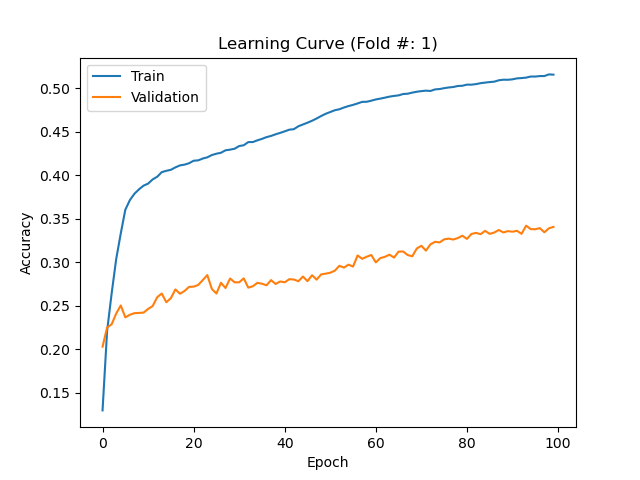 Learning Curve (Fold #: 1)
Train
Validation
Accuracy
0.50
0.45
0.40
0.35
0.30
0.25
0.20
0.15
0 20 40 60 80 100
Epoch